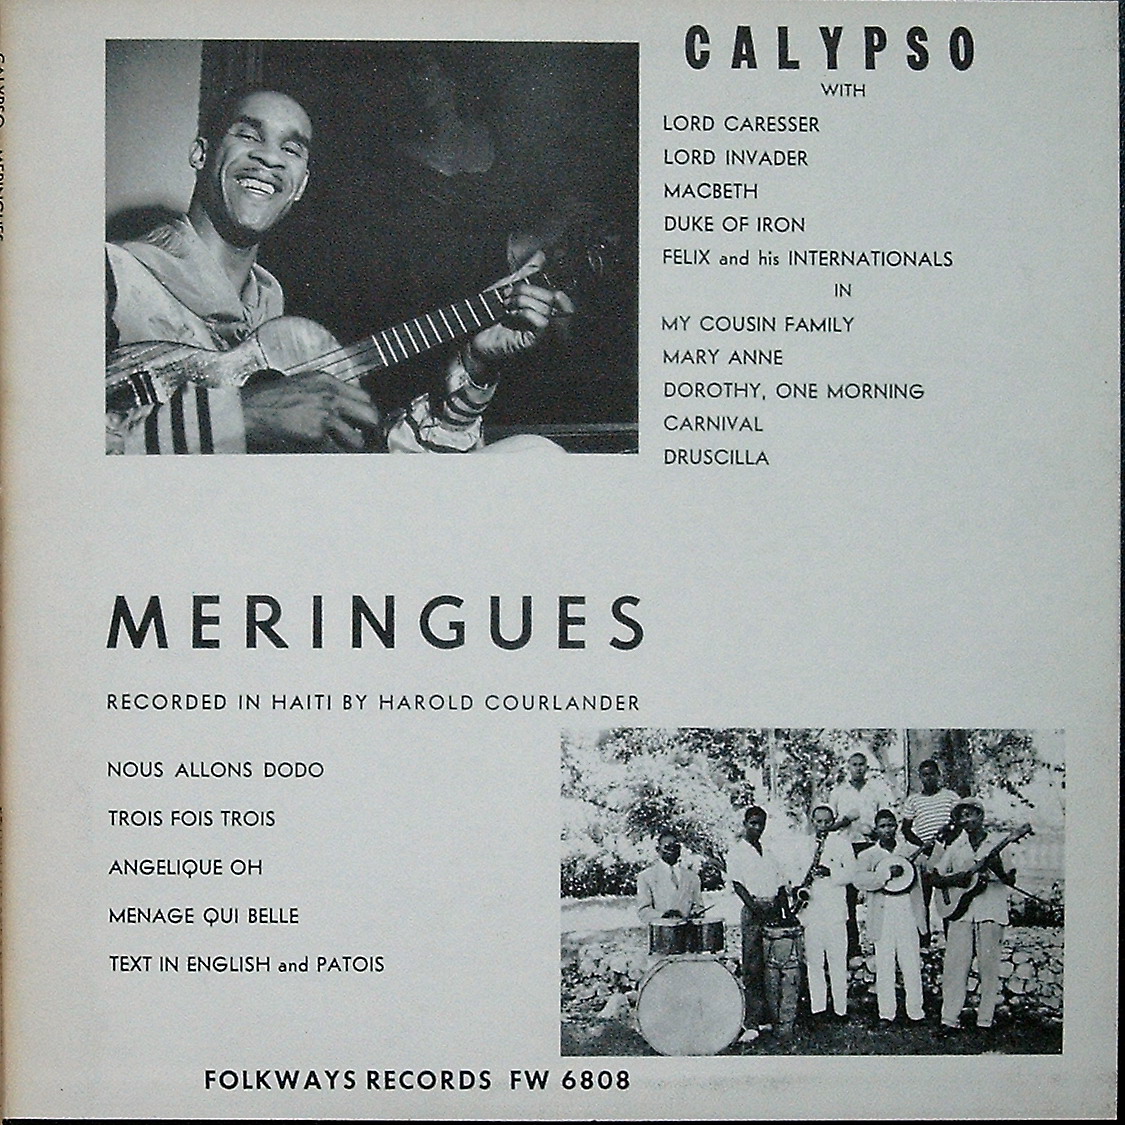 CALYPSO
WITH
LORD CARESSER
LORD INVADER
MACBETH
DUKE OF IRON
FELIX and his INTERNATIONALS
IN
MY COUSIN FAMILY
MARY ANNE
DOROTHY, ONE MORNING
CARNIVAL
DRUSCILLA
MERINGUES
RECORDED IN HAITI BY HAROLD COURLANDER
NOUS ALLONS DODO
TROIS FOIS TROIS
ANGELIQUE OH
MENAGE QUI BELLE
TEXT IN ENGLISH and PATOIS
FOLKWAYS RECORDS FW 6808
CALYPSO MERINGUES